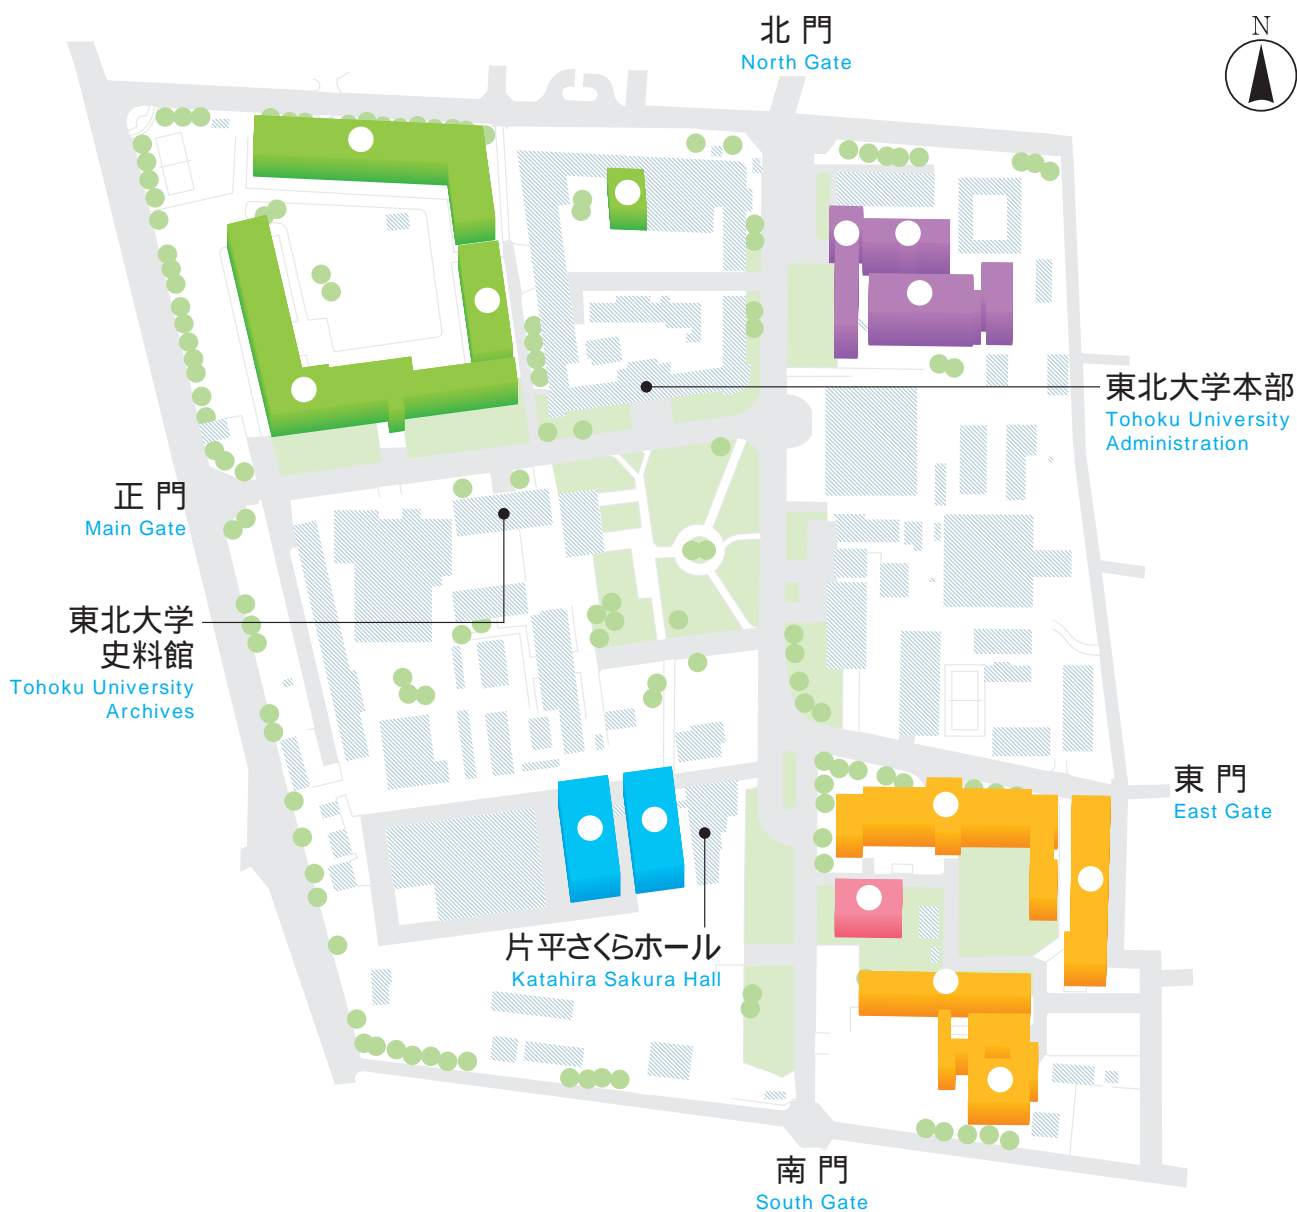 北門
North Gate
N
東北大学本部
Tohoku University
Administration
正門
Main Gate
東北大学
史料館
Tohoku University
Archives
東門
East Gate
片平さくらホール
Katahira Sakura Hall
南門
South Gate